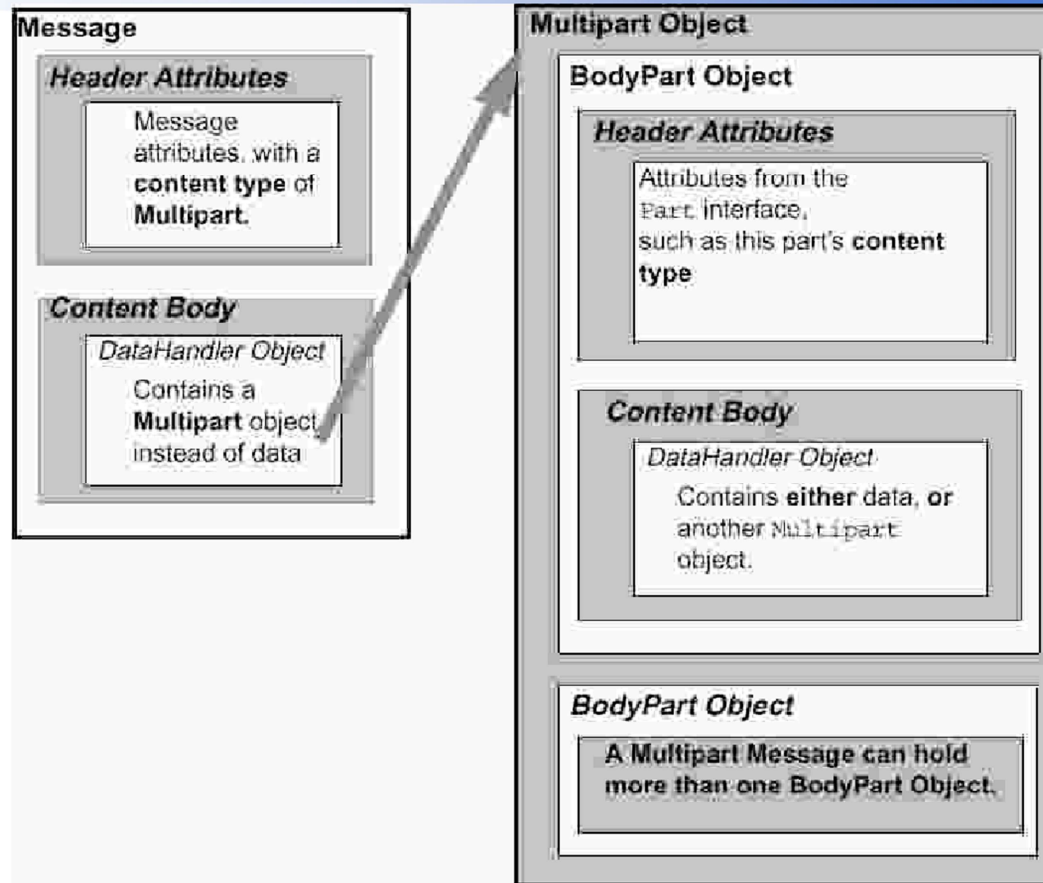 Message
Header Attributes
Message
attributes, with a
content type of
Multipart.
Content Body
DataHandler Object
Contains a
Multipart object
instead of data
Multipart Object
BodyPart Object
Header Attributes
Attributes from the
Part interface,
such as this part's content
type
Content Body
DataHandler Object
Contains either data, or
another Multipart
object.
BodyPart Object
A Multipart Message can hold
more than one BodyPart Object.